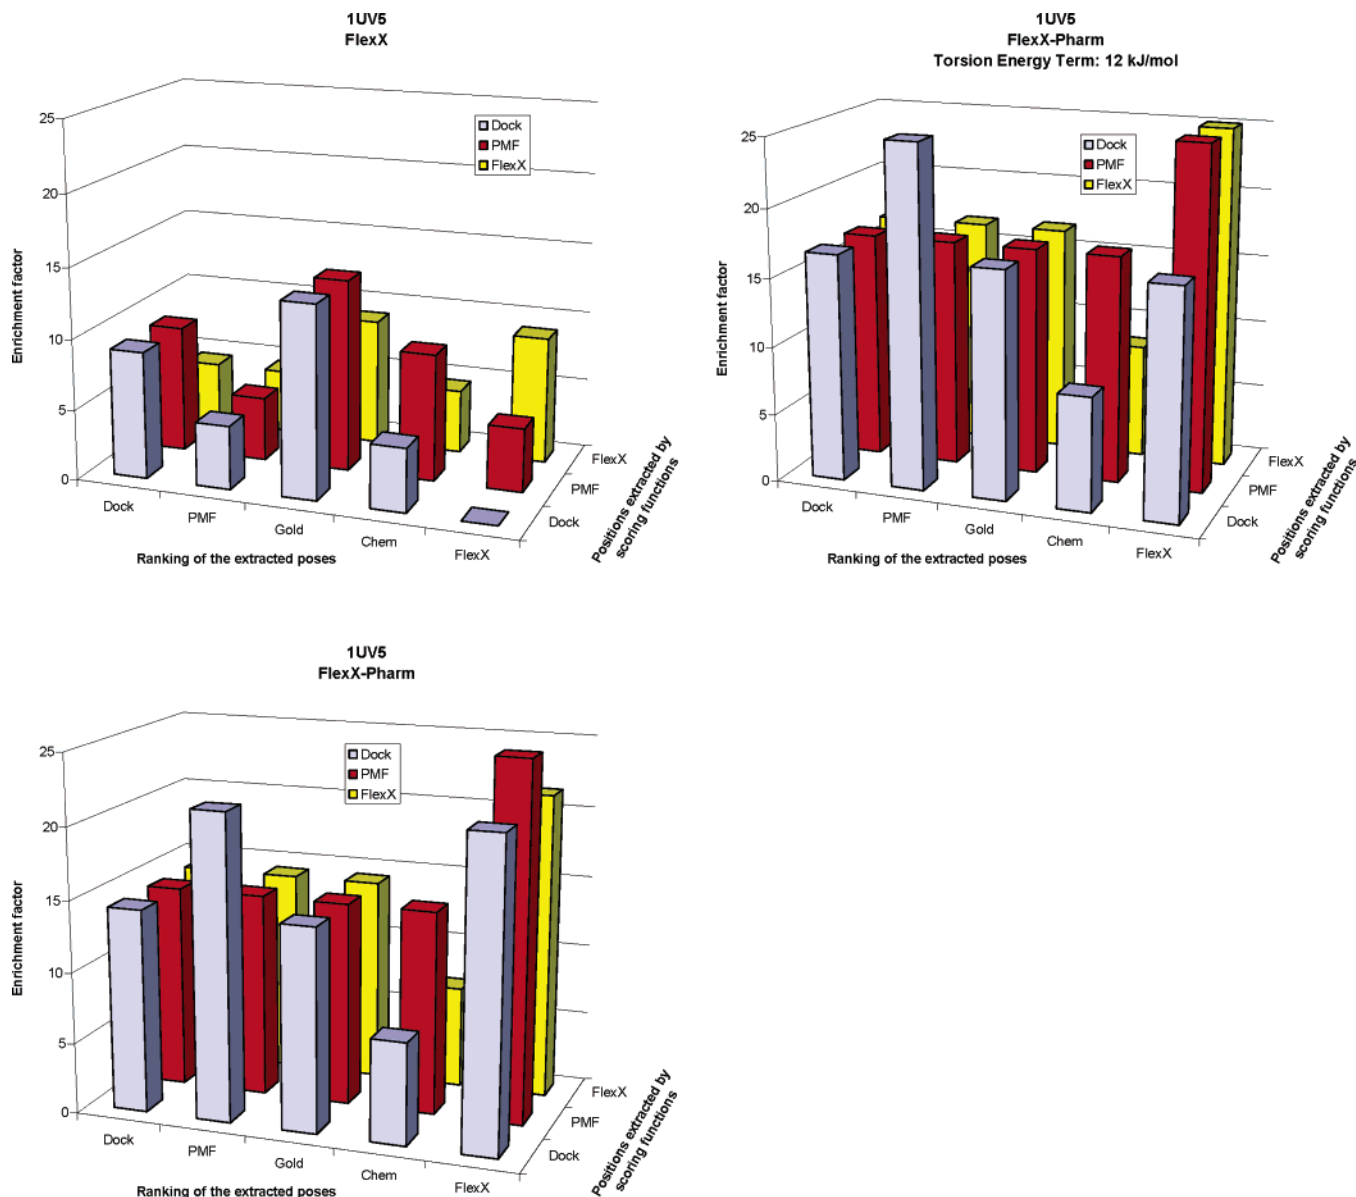 1UV5
FlexX
25
20
15
10
5
0
Enrichment factor
Dock
PMF
FlexX
Dock
PMF
Gold
Chem
FlexX
Ranking of the extracted poses
FlexX
PMF
Dock
Positions extracted by
scoring functions
1UV5
FlexX-Pharm
Torsion Energy Term: 12 kJ/mol
25
20
15
10
5
0
Enrichment factor
Dock
PMF
FlexX
Dock
PMF
Gold
Chem
FlexX
Ranking of the extracted poses
FlexX
PMF
Dock
Positions extracted by
scoring functions
1UV5
FlexX-Pharm
25
20
15
10
5
0
Enrichment factor
Dock
PMF
FlexX
Dock
PMF
Gold
Chem
FlexX
Ranking of the extracted poses
FlexX
PMF
Dock
Positions extracted by
scoring functions